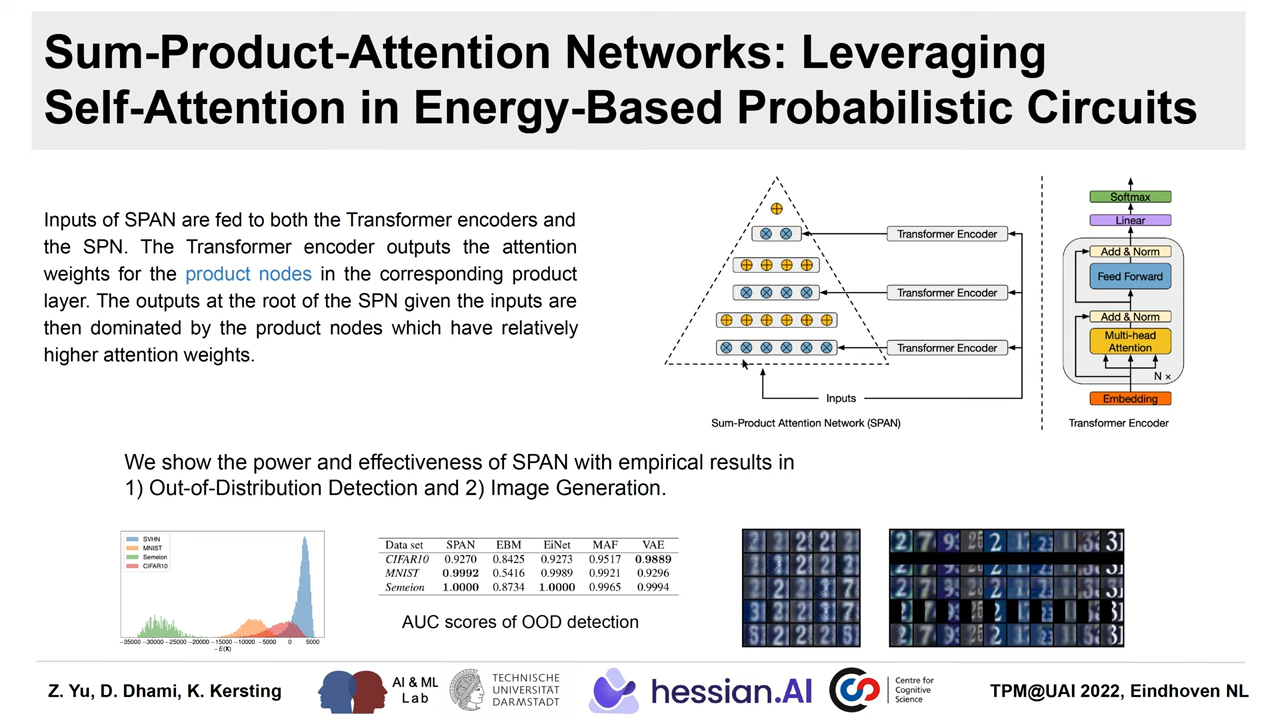 Sum-Product-Attention Networks: Leveraging
Self-Attention in Energy-Based Probabilistic Circuits
Inputs of SPAN are fed to both the Transformer encoders and
the SPN. The Transformer encoder outputs the attention
weights for the product nodes in the corresponding product
layer. The outputs at the root of the SPN given the inputs are
then dominated by the product nodes which have relatively
higher attention weights.
Transformer Encoder
Transformer Encoder
Transformer Encoder
Inputs
Sum-Product Attention Network (SPAN)
Softmax
Linear
Add & Norm
Feed Forward
Add & Norm
Multi-head
Attention
N ×
Embedding
Transformer Encoder
We show the power and effectiveness of SPAN with empirical results in
1) Out-of-Distribution Detection and 2) Image Generation.
SVHN
MNIST
Semeion
CIFAR10
−35000 −30000 −25000 −20000 −15000 −10000 −5000 0 5000
−E(X)
Data set SPAN EBM EiNet MAF VAE
CIFAR10 0.9270 0.8425 0.9273 0.9517 0.9889
MNIST 0.9992 0.5416 0.9989 0.9921 0.9296
Semeion 1.0000 0.8734 1.0000 0.9965 0.9994
AUC scores of OOD detection
Z. Yu, D. Dhami, K. Kersting
AI & ML
Lab
TECHNISCHE
UNIVERSITÄT
DARMSTADT
hessian.AI
Centre for
Cognitive
Science
TPM@UAI 2022, Eindhoven NL